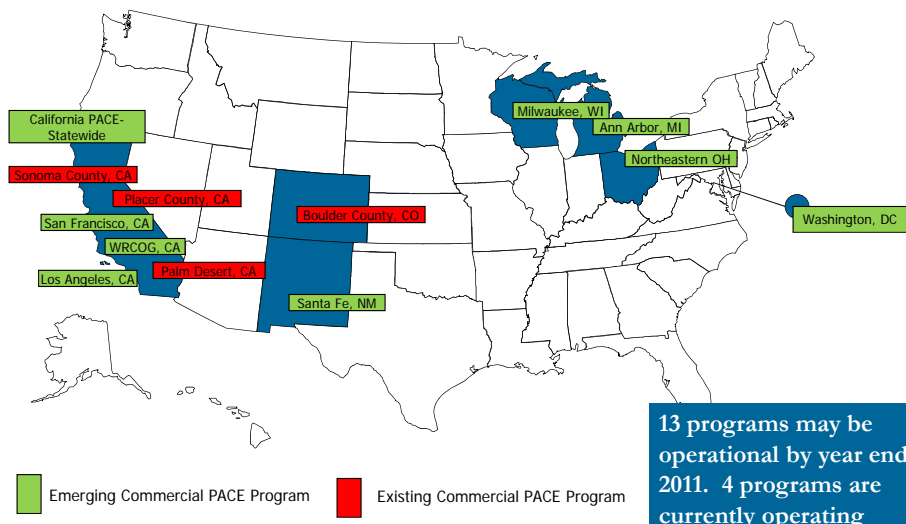 California PACE-
Statewide
Sonoma County, CA
Placer County, CA
San Francisco, CA
WRCOG, CA
Los Angeles, CA
Palm Desert, CA
Boulder County, CO
Santa Fe, NM
Milwaukee, WI
Ann Arbor, MI
Northeastern OH
Washington, DC
13 programs may be
operational by year end
2011. 4 programs are
currently operating
Emerging Commercial PACE Program
Existing Commercial PACE Program